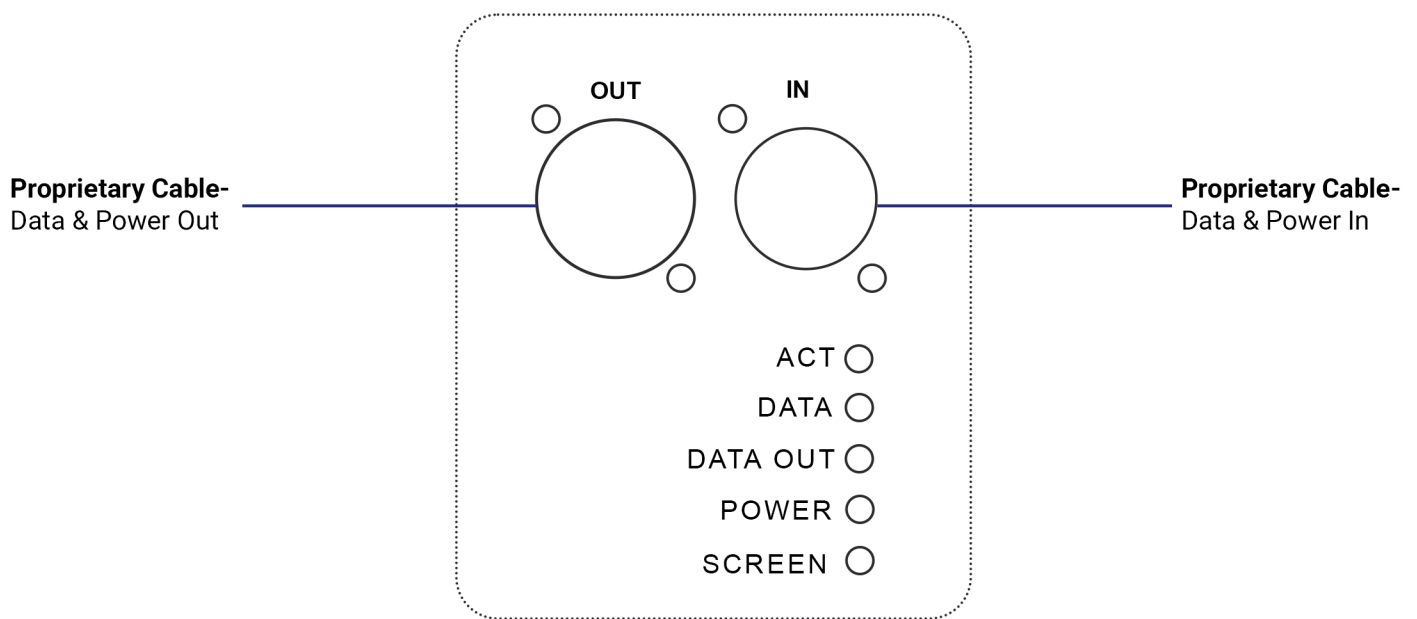 OUT
IN
Proprietary Cable-
Data & Power Out
Proprietary Cable-
Data & Power In
ACT
DATA
DATA OUT
POWER
SCREEN